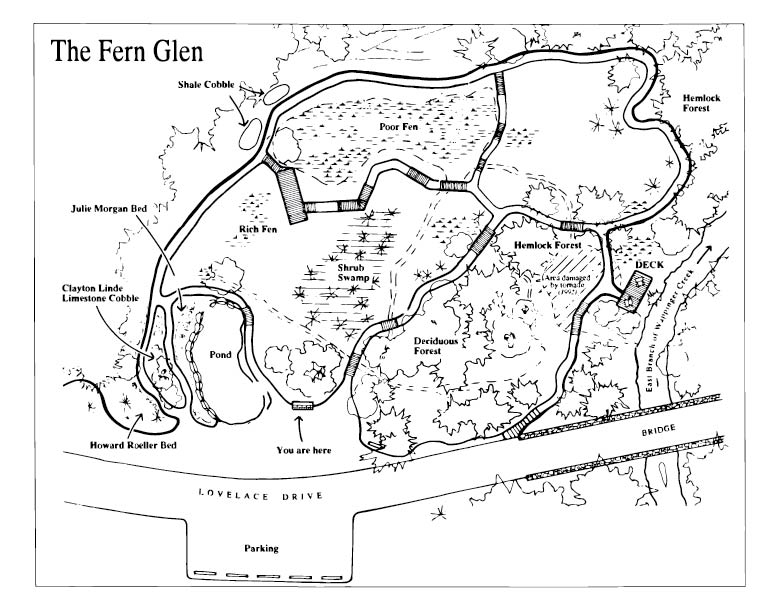 The Fern Glen
Shale Cobble
Hemlock
Forest
Poor Fen
Julie Morgan Bed
Rich Fen
Hemlock Forest
Shrub
Swamp
(Area damaged
by tornado
(1992)
DECK
Clayton Linde
Limestone Cobble
Pond
Deciduous
Forest
East Branch of Wappinger Creek
Howard Roeller Bed
You are here
BRIDGE
LOVELACE DRIVE
Parking